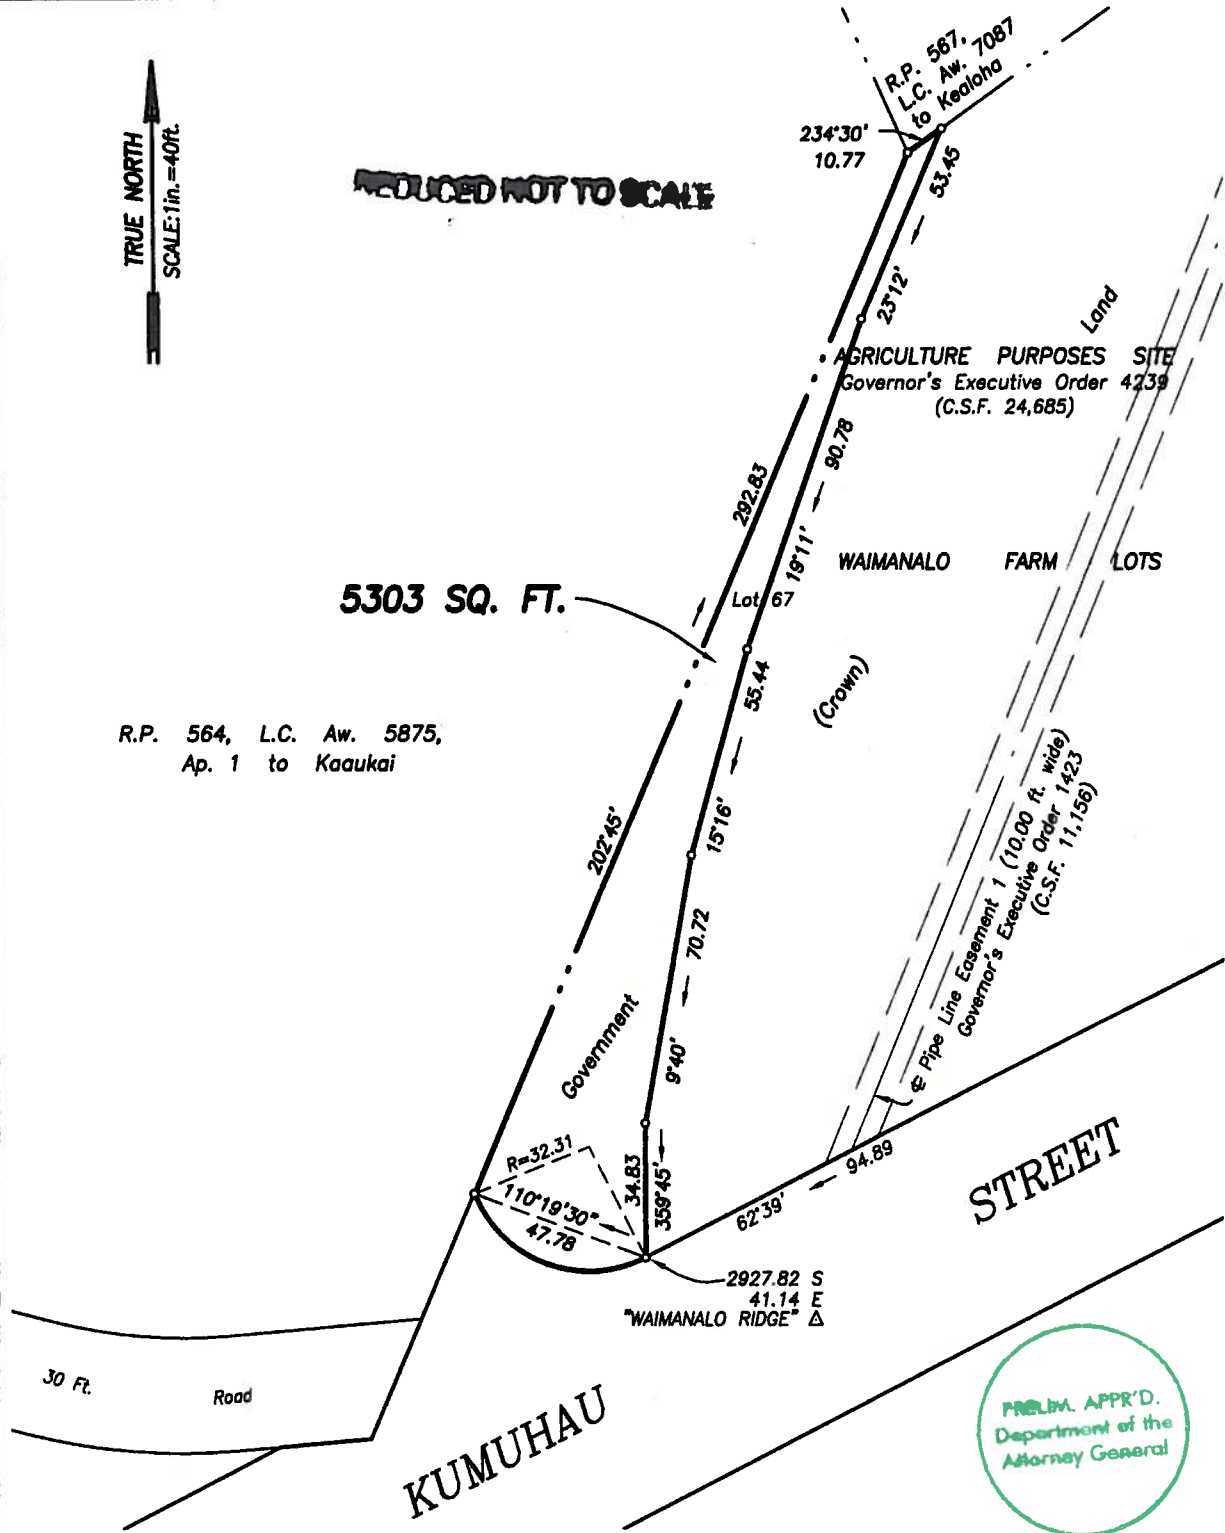 TRUE NORTH
SCALE:1in.=40ft.
REDUCED NOT TO SCALE
R.P. 567,
L.C. Aw. 7087
to Kealoha
234°30'
10.77
53.45
23°12'
Land
AGRICULTURE PURPOSES SITE
Governor's Executive Order 4239
(C.S.F. 24,685)
90.78
292.83
19°11'
WAIMANALO FARM LOTS
5303 SQ. FT.
Lot 67
55.44
(Crown)
R.P. 564, L.C. Aw. 5875,
Ap. 1 to Kaaukai
202°45'
15°16'
70.72
℄ Pipe Line Easement 1 (10.00 ft. wide)
Governor's Executive Order 1423
(C.S.F. 11,156)
Government
9°40'
R=32.31
110°19'30"
47.78
34.83
359°45'
94.89
62°39'
STREET
2927.82 S
41.14 E
"WAIMANALO RIDGE" Δ
30 Ft. Road
KUMUHAU
PRELIM. APPR'D.
Department of the
Attorney General